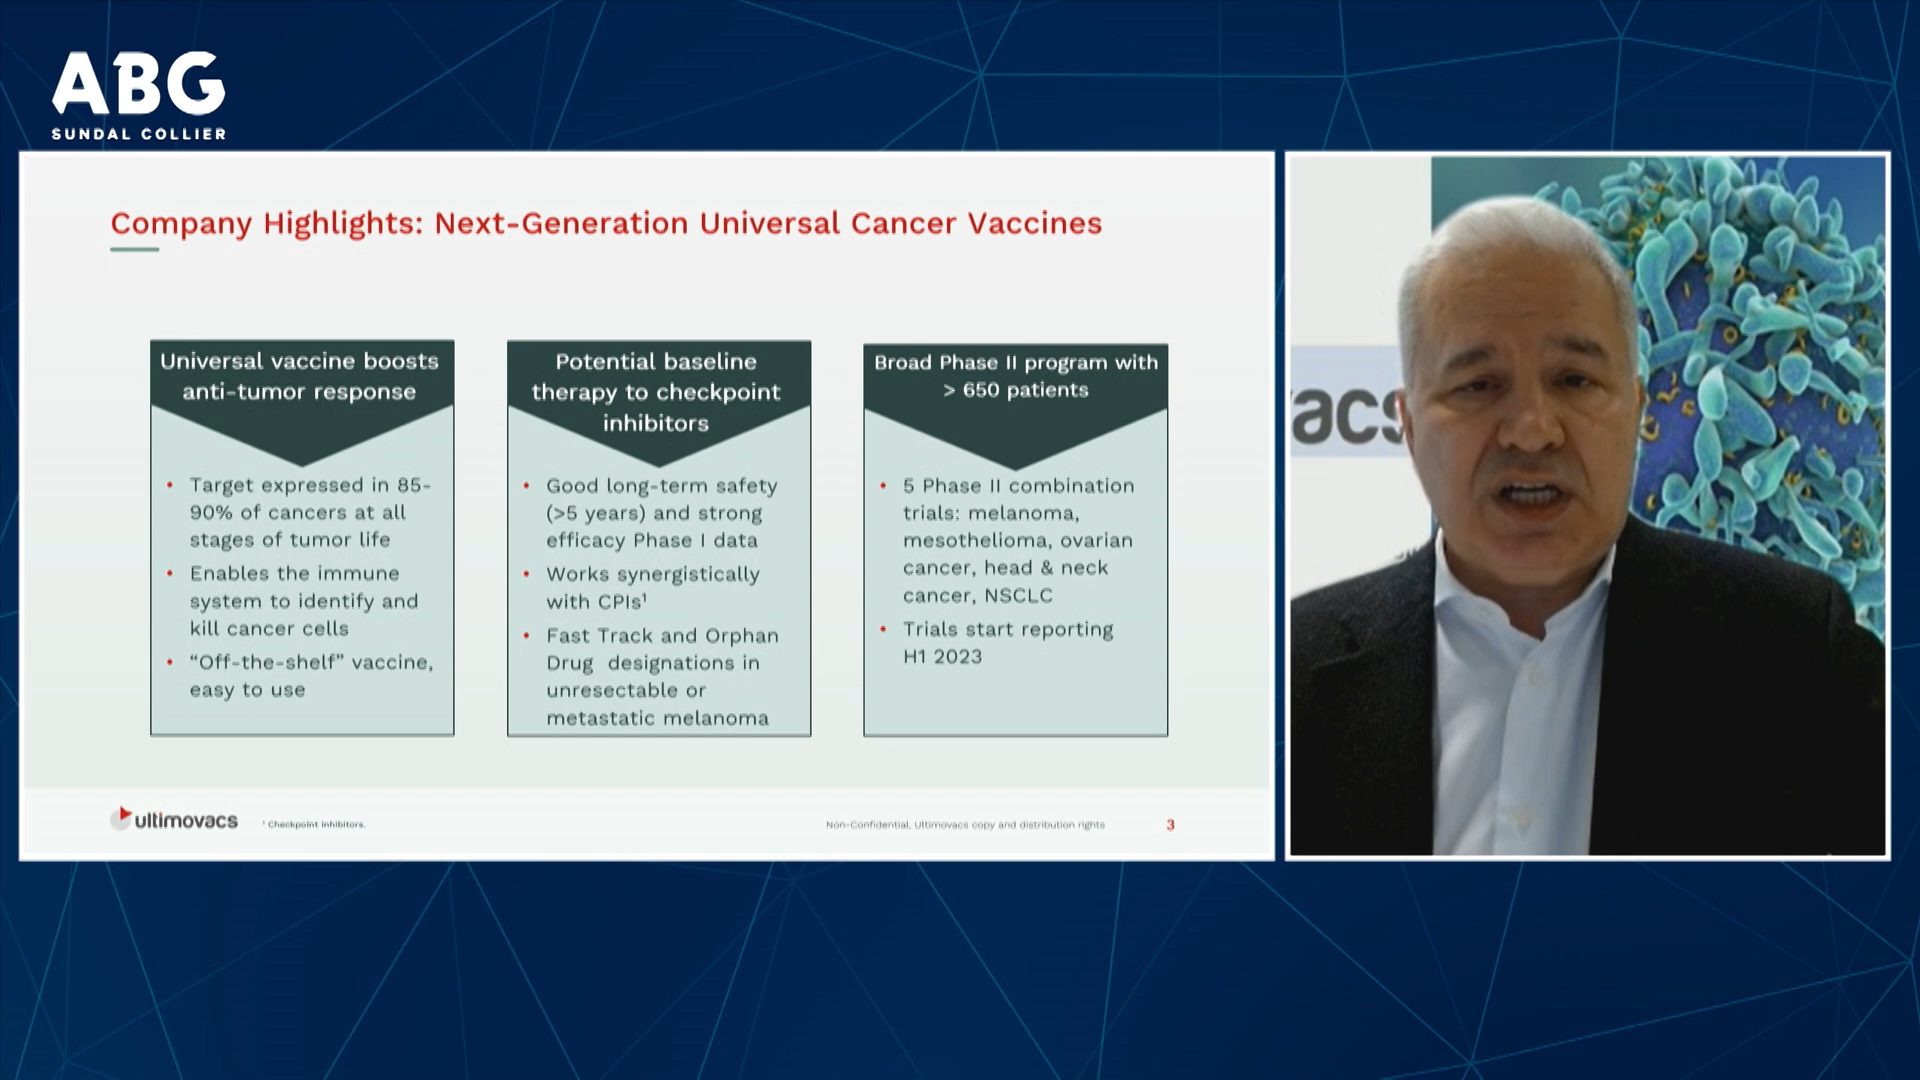 ABG
SUNDAL COLLIER
Company Highlights: Next-Generation Universal Cancer Vaccines
Universal vaccine boosts
anti-tumor response
• Target expressed in 85-
90% of cancers at all
stages of tumor life
• Enables the immune
system to identify and
kill cancer cells
• “Off-the-shelf” vaccine,
easy to use
Potential baseline
therapy to checkpoint
inhibitors
• Good long-term safety
(>5 years) and strong
efficacy Phase I data
• Works synergistically
with CPIs¹
• Fast Track and Orphan
Drug designations in
unresectable or
metastatic melanoma
Broad Phase II program with
> 650 patients
• 5 Phase II combination
trials: melanoma,
mesothelioma, ovarian
cancer, head & neck
cancer, NSCLC
• Trials start reporting
H1 2023
ultimovacs
¹ Checkpoint inhibitors.
Non-Confidential, Ultimovacs copy and distribution rights
3
vacs